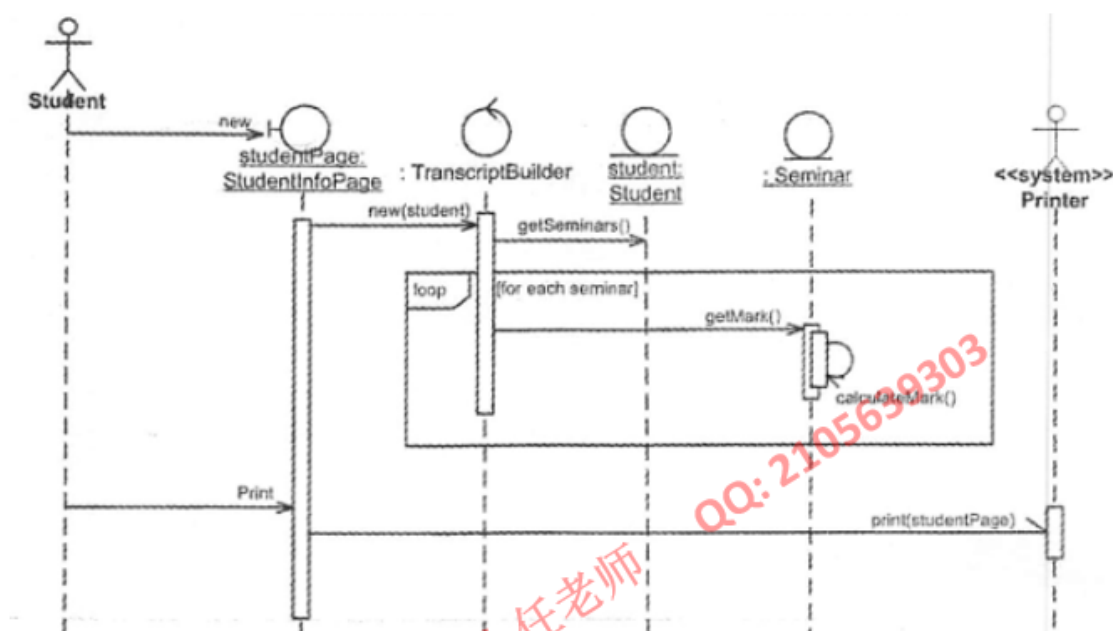 Student
new
studentPage:
StudentInfoPage
: TranscriptBuilder
student:
Student
: Seminar
<<system>>
Printer
new(student)
getSeminars()
loop
[for each seminar]
getMark()
calculateMark()
QQ: 2105639303
Print
print(studentPage)
任老师